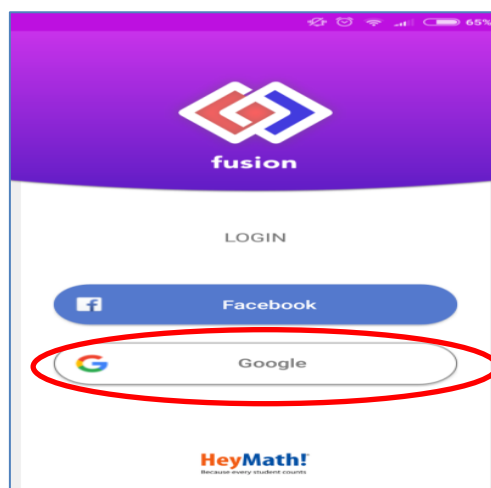 65%
fusion
LOGIN
Facebook
Google
HeyMath!
Because every student counts